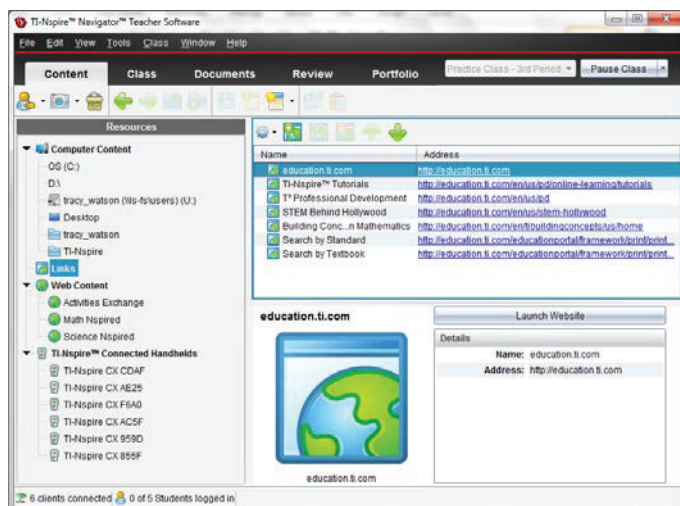 TI-Nspire™ Navigator™ Teacher Software
File Edit View Tools Class Window Help
Content Class Documents Review Portfolio Practice Class - 3rd Period Pause Class
Resources
Computer Content
OS (C:)
D:\
tracy_watson (\\ls-fs\users) (U:)
Desktop
tracy_watson
TI-Nspire
Links
Web Content
Activities Exchange
Math Nspired
Science Nspired
TI-Nspire™ Connected Handhelds
TI-Nspire CX CDAF
TI-Nspire CX AE25
TI-Nspire CX F6A0
TI-Nspire CX AC5F
TI-Nspire CX 959D
TI-Nspire CX 855F
Name Address
education.ti.com http://education.ti.com
TI-Nspire™ Tutorials http://education.ti.com/en/us/pd/online-learning/tutorials
T³ Professional Development http://education.ti.com/en/us/pd
STEM Behind Hollywood http://education.ti.com/en/us/stem-hollywood
Building Conc...n Mathematics http://education.ti.com/en/tibuildingconcepts/us/home
Search by Standard http://education.ti.com/educationportal/framework/print/print...
Search by Textbook http://education.ti.com/educationportal/framework/print/print...
education.ti.com
Launch Website
Details
Name: education.ti.com
Address: http://education.ti.com
education.ti.com
6 clients connected 0 of 5 Students logged in